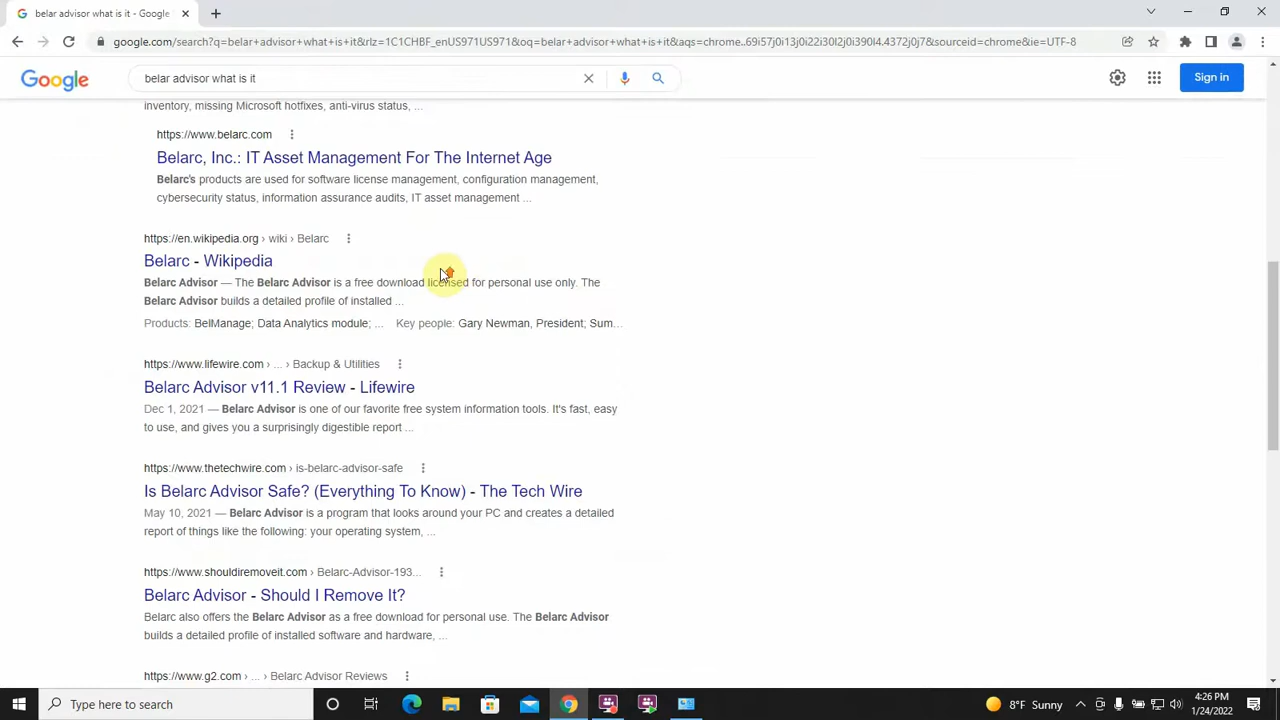 belar advisor what is it - Google
google.com/search?q=belar+advisor+what+is+it&rlz=1C1CHBF_enUS971US971&oq=belar+advisor+what+is+it&aqs=chrome..69i57j0i13j0i22i30l2j0i390l4.4372j0j7&sourceid=chrome&ie=UTF-8
Google
belar advisor what is it
Sign in
inventory, missing Microsoft hotfixes, anti-virus status, ...
https://www.belarc.com
Belarc, Inc.: IT Asset Management For The Internet Age
Belarc's products are used for software license management, configuration management,
cybersecurity status, information assurance audits, IT asset management ...
https://en.wikipedia.org › wiki › Belarc
Belarc - Wikipedia
Belarc Advisor — The Belarc Advisor is a free download licensed for personal use only. The
Belarc Advisor builds a detailed profile of installed ...
Products: BelManage; Data Analytics module; ... Key people: Gary Newman, President; Sum...
https://www.lifewire.com › ... › Backup & Utilities
Belarc Advisor v11.1 Review - Lifewire
Dec 1, 2021 — Belarc Advisor is one of our favorite free system information tools. It's fast, easy
to use, and gives you a surprisingly digestible report ...
https://www.thetechwire.com › is-belarc-advisor-safe
Is Belarc Advisor Safe? (Everything To Know) - The Tech Wire
May 10, 2021 — Belarc Advisor is a program that looks around your PC and creates a detailed
report of things like the following: your operating system, ...
https://www.shouldiremoveit.com › Belarc-Advisor-193...
Belarc Advisor - Should I Remove It?
Belarc also offers the Belarc Advisor as a free download for personal use. The Belarc Advisor
builds a detailed profile of installed software and hardware, ...
https://www.g2.com › ... › Belarc Advisor Reviews
Type here to search
8°F Sunny
4:26 PM
1/24/2022